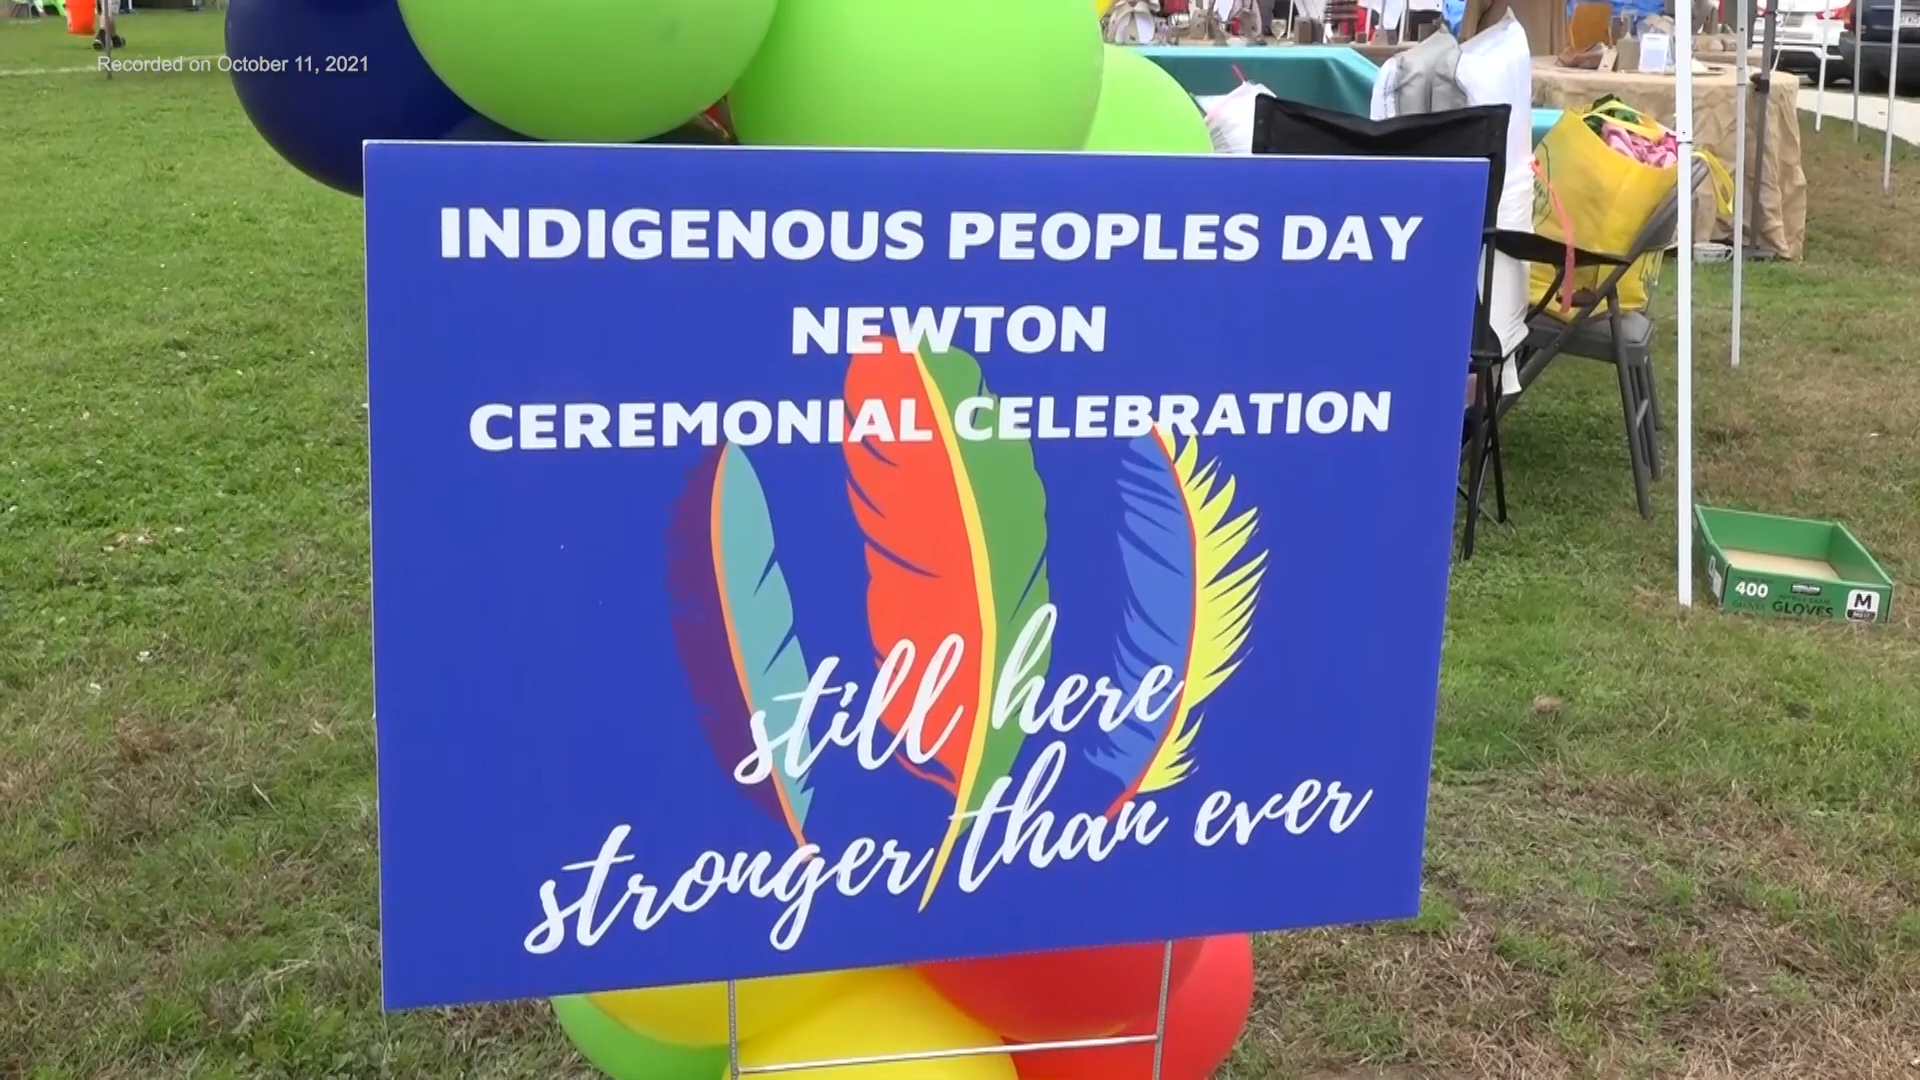 Recorded on October 11, 2021
INDIGENOUS PEOPLES DAY
NEWTON
CEREMONIAL CELEBRATION
still here
stronger than ever
400
GLOVES
M